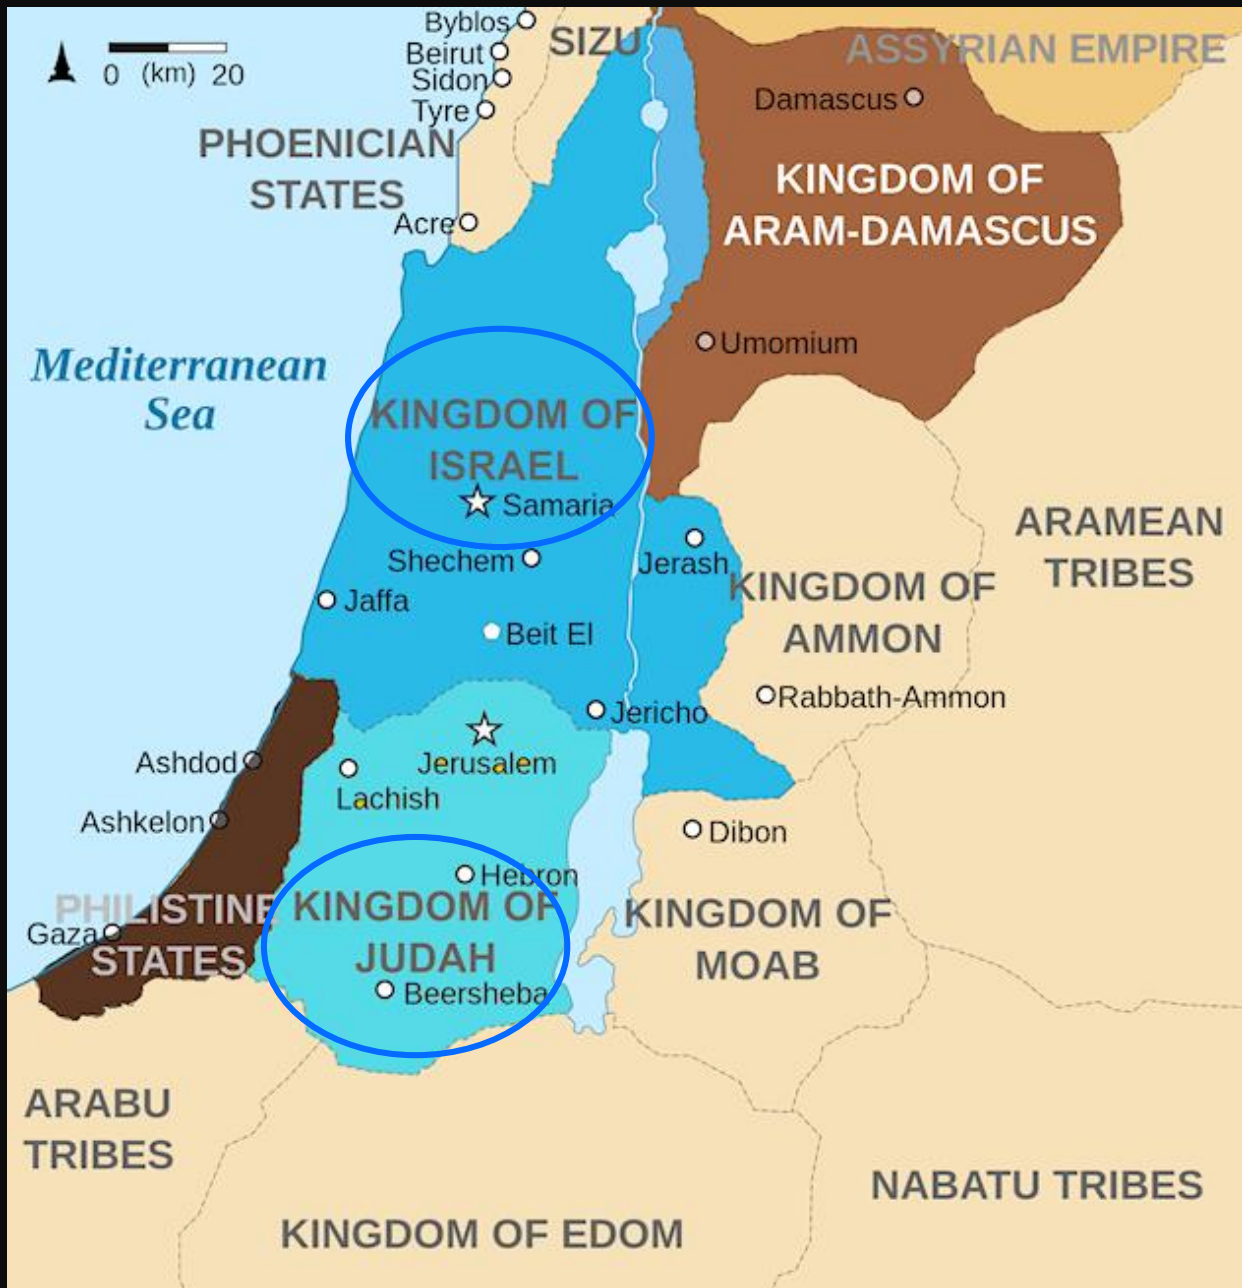 Byblos
SIZU
ASSYRIAN EMPIRE
Beirut
0 (km) 20
Sidon
Damascus
Tyre
PHOENICIAN
STATES
KINGDOM OF
ARAM-DAMASCUS
Acre
Mediterranean
Sea
Umomium
KINGDOM OF
ISRAEL
Samaria
ARAMEAN
TRIBES
Shechem
Jerash
KINGDOM OF
AMMON
Jaffa
Beit El
Rabbath-Ammon
Jericho
Ashdod
Jerusalem
Lachish
Ashkelon
Dibon
Hebron
PHILISTINE
STATES
Gaza
KINGDOM OF
JUDAH
KINGDOM OF
MOAB
Beersheba
ARABU
TRIBES
NABATU TRIBES
KINGDOM OF EDOM